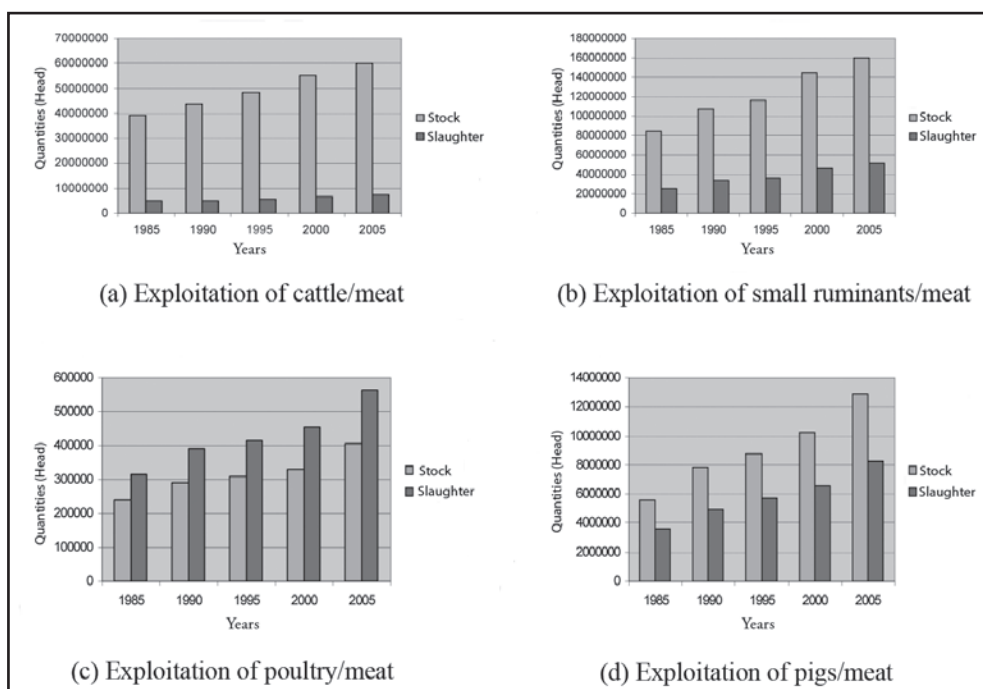 70000000
60000000
50000000
40000000
30000000
20000000
10000000
0
Quantities (Head)
1985 1990 1995 2000 2005
Years
Stock
Slaughter
(a) Exploitation of cattle/meat
180000000
160000000
140000000
120000000
100000000
80000000
60000000
40000000
20000000
0
Quantities (Head)
1985 1990 1995 2000 2005
Years
Stock
Slaughter
(b) Exploitation of small ruminants/meat
600000
500000
400000
300000
200000
100000
0
Quantities (Head)
1985 1990 1995 2000 2005
Years
Stock
Slaughter
(c) Exploitation of poultry/meat
14000000
12000000
10000000
8000000
6000000
4000000
2000000
0
Quantities (Head)
1985 1990 1995 2000 2005
Years
Stock
Slaughter
(d) Exploitation of pigs/meat